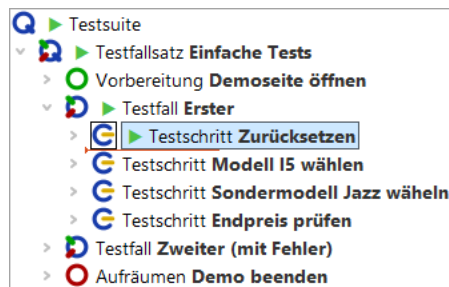 Testsuite
Testfallsatz Einfache Tests
Vorbereitung Demoseite öffnen
Testfall Erster
Testschritt Zurücksetzen
Testschritt Modell I5 wählen
Testschritt Sondermodell Jazz wäheln
Testschritt Endpreis prüfen
Testfall Zweiter (mit Fehler)
Aufräumen Demo beenden